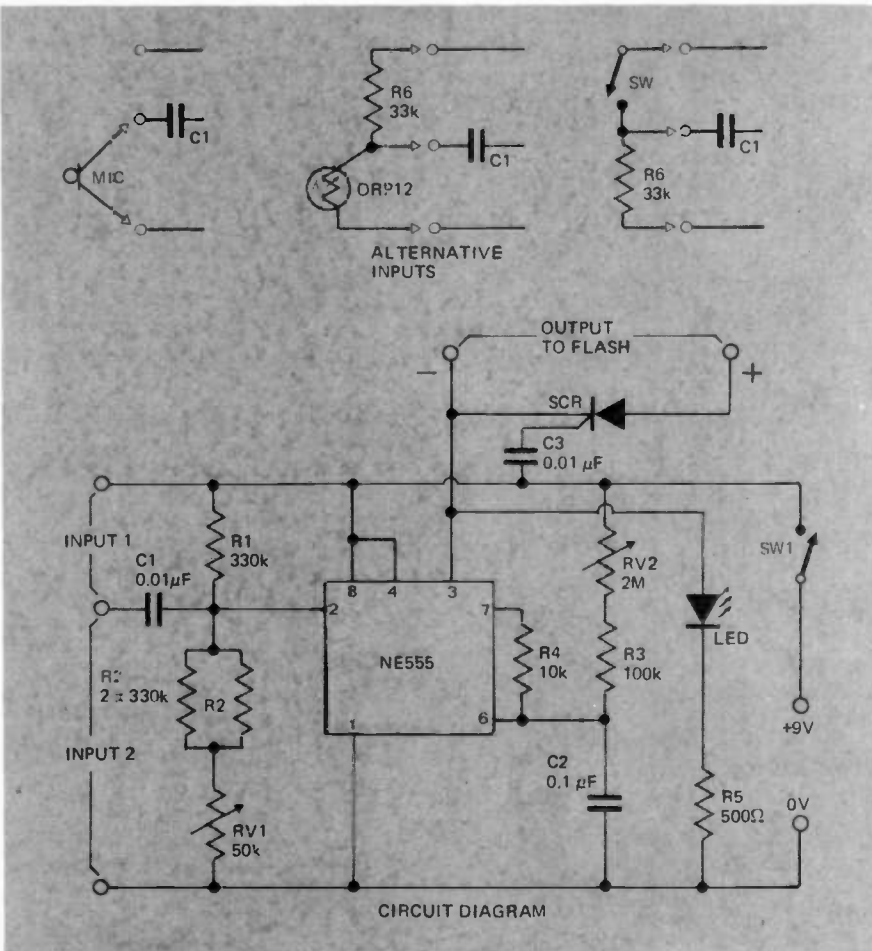 R6
33k
C1
MIC
ORP12
C1
SW
C1
R6
33k
ALTERNATIVE
INPUTS
OUTPUT
TO FLASH
−
+
SCR
C3
0.01 µF
INPUT 1
R1
330k
C1
0.01µF
RV2
2M
SW1
8
4
3
2
7
LED
NE555
R4
10k
R3
100k
R2
2 x 330k
R2
1
6
+9V
INPUT 2
C2
0.1 µF
RV1
50k
R5
500Ω
0V
CIRCUIT DIAGRAM